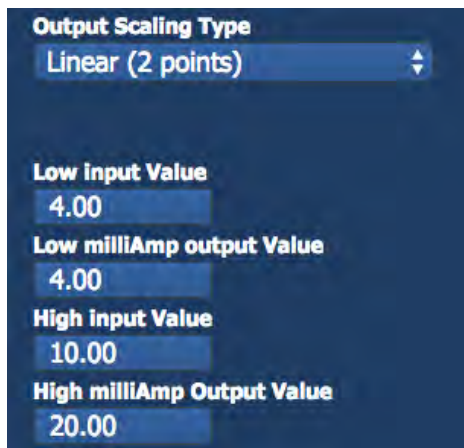 Output Scaling Type
Linear (2 points)
Low input Value
4.00
Low milliAmp output Value
4.00
High input Value
10.00
High milliAmp Output Value
20.00